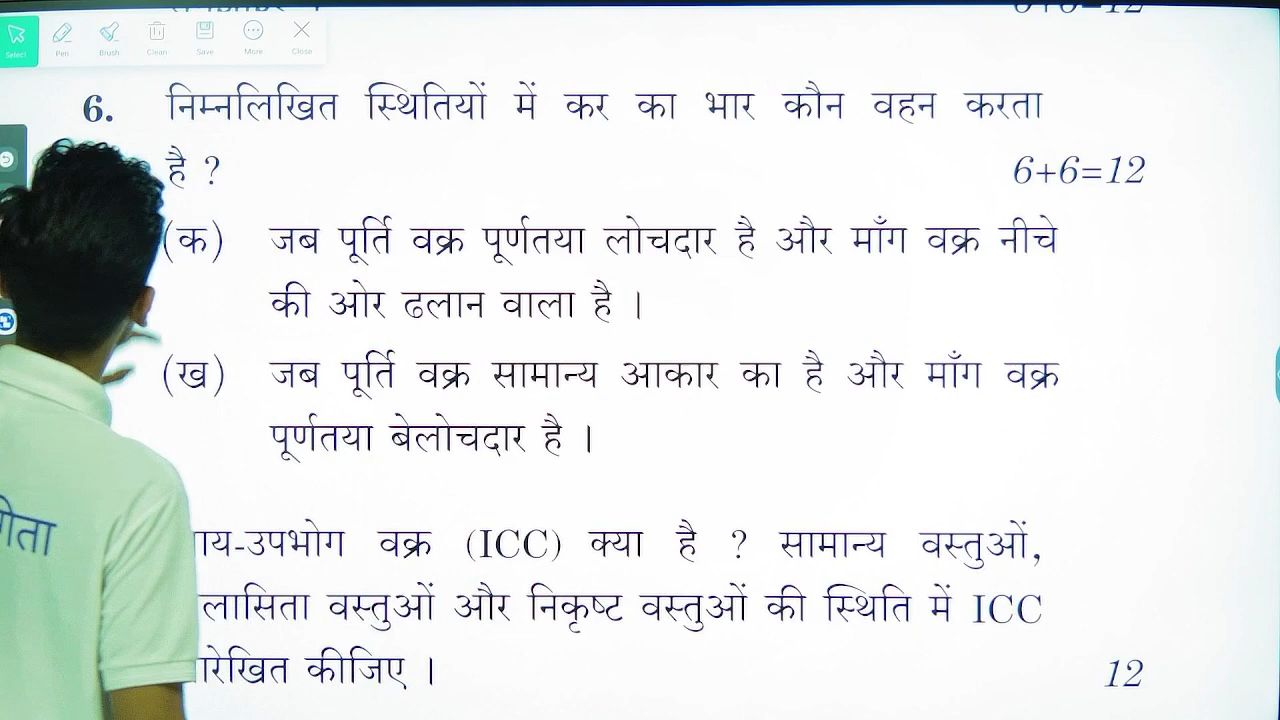 Select Pen Brush Clean Save More Close
6. निम्नलिखित स्थितियों में कर का भार कौन वहन करता
है ? 6+6=12
(क) जब पूर्ति वक्र पूर्णतया लोचदार है और माँग वक्र नीचे
की ओर ढलान वाला है ।
(ख) जब पूर्ति वक्र सामान्य आकार का है और माँग वक्र
पूर्णतया बेलोचदार है ।
ाय-उपभोग वक्र (ICC) क्या है ? सामान्य वस्तुओं,
लासिता वस्तुओं और निकृष्ट वस्तुओं की स्थिति में ICC
ारेखित कीजिए । 12